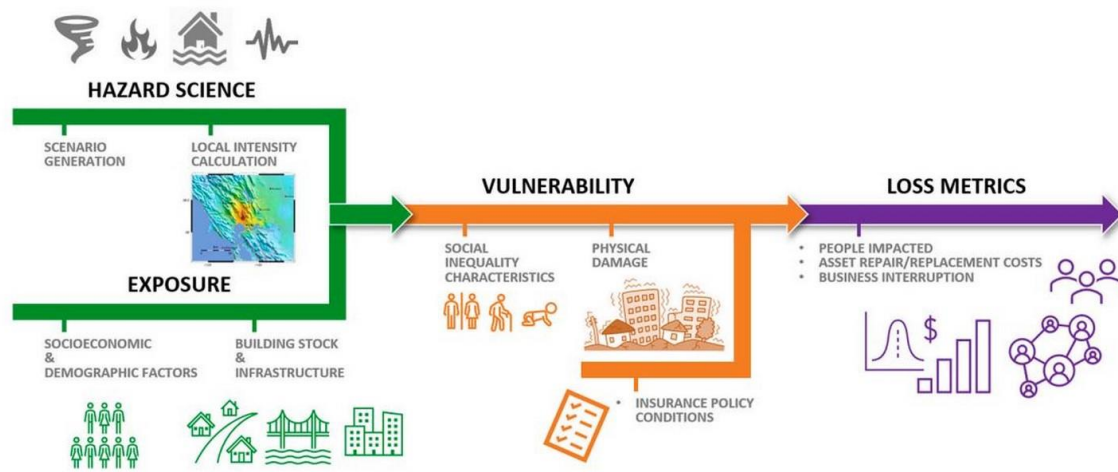 HAZARD SCIENCE
SCENARIO
GENERATION
LOCAL INTENSITY
CALCULATION
EXPOSURE
SOCIOECONOMIC
&
DEMOGRAPHIC FACTORS
BUILDING STOCK
&
INFRASTRUCTURE
VULNERABILITY
SOCIAL
INEQUALITY
CHARACTERISTICS
PHYSICAL
DAMAGE
• INSURANCE POLICY
CONDITIONS
LOSS METRICS
• PEOPLE IMPACTED
• ASSET REPAIR/REPLACEMENT COSTS
• BUSINESS INTERRUPTION
$